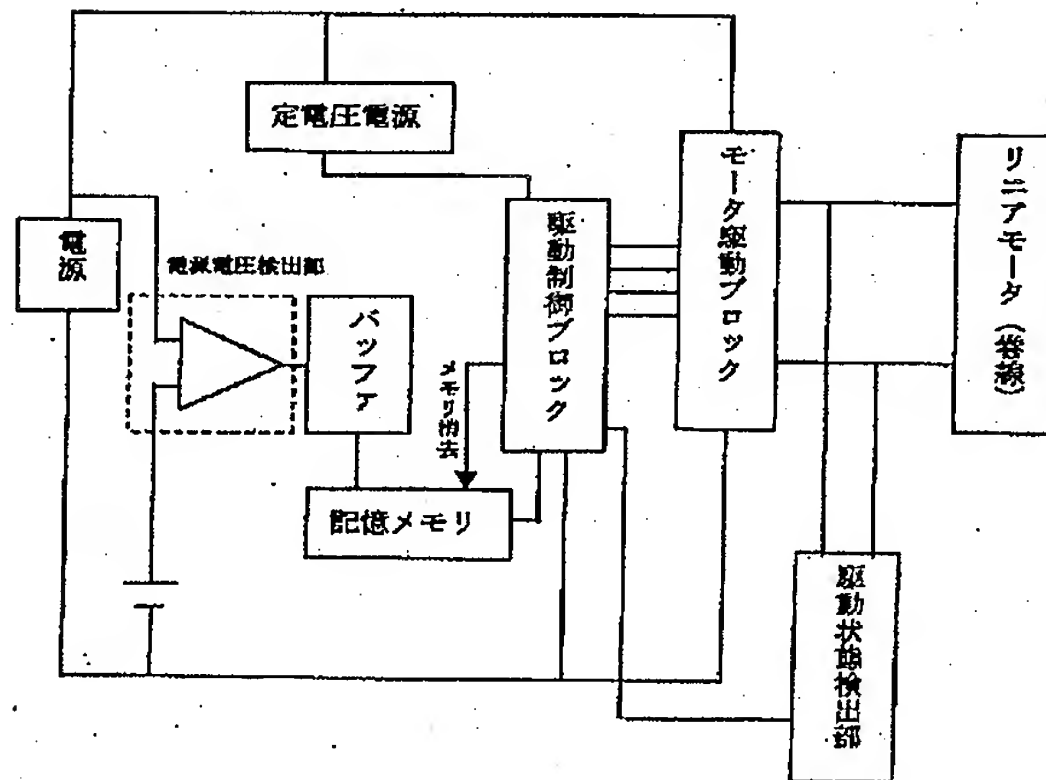 定電圧電源
電源
電源電圧検出部
バッファ
メモリ消去
記憶メモリ
駆動制御ブロック
モータ駆動ブロック
リニアモータ(巻線)
駆動状態検出部